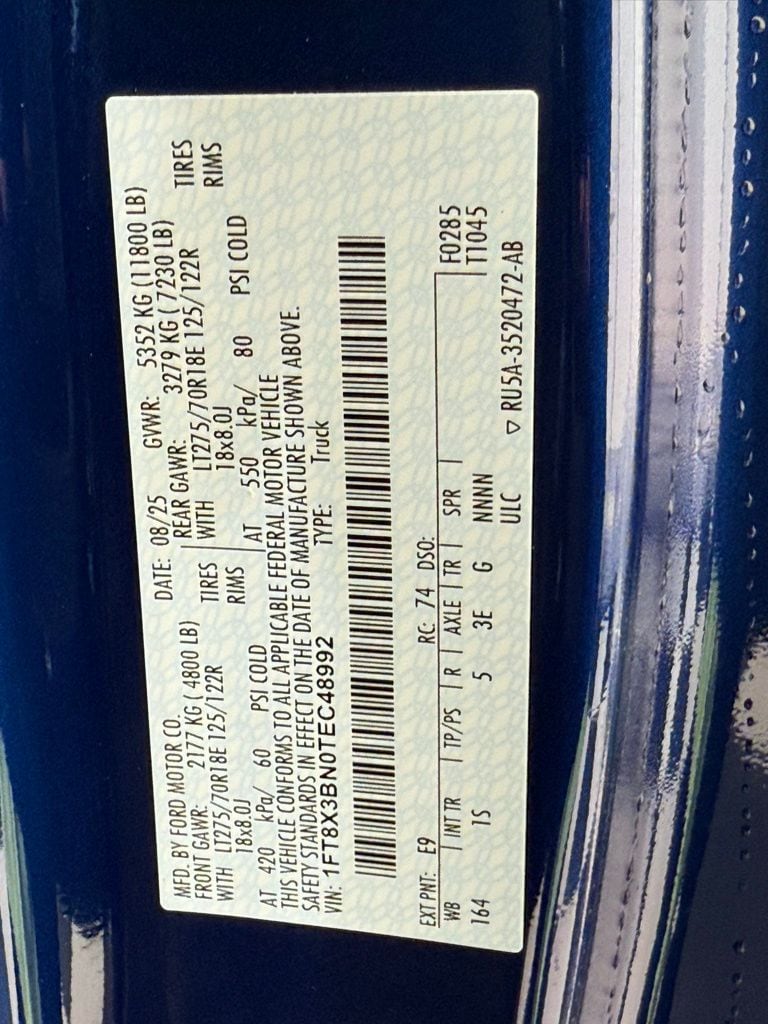 MFD. BY FORD MOTOR CO. DATE: 08/25 GVWR: 5352 KG (11800 LB)
FRONT GAWR: 2177 KG ( 4800 LB) REAR GAWR: 3279 KG ( 7230 LB)
WITH LT275/70R18E 125/122R TIRES WITH LT275/70R18E 125/122R TIRES
18x8.0J RIMS 18x8.0J RIMS
AT 420 kPa/ 60 PSI COLD AT 550 kPa/ 80 PSI COLD
THIS VEHICLE CONFORMS TO ALL APPLICABLE FEDERAL MOTOR VEHICLE
SAFETY STANDARDS IN EFFECT ON THE DATE OF MANUFACTURE SHOWN ABOVE.
VIN: 1FT8X3BN0TEC48992 TYPE: Truck
EXT PNT: E9 RC: 74 DSO:
WB INT TR TP/PS R AXLE TR SPR F0285
164 1S 5 3E G NNNN T1045
ULC ▽ RU5A-3520472-AB